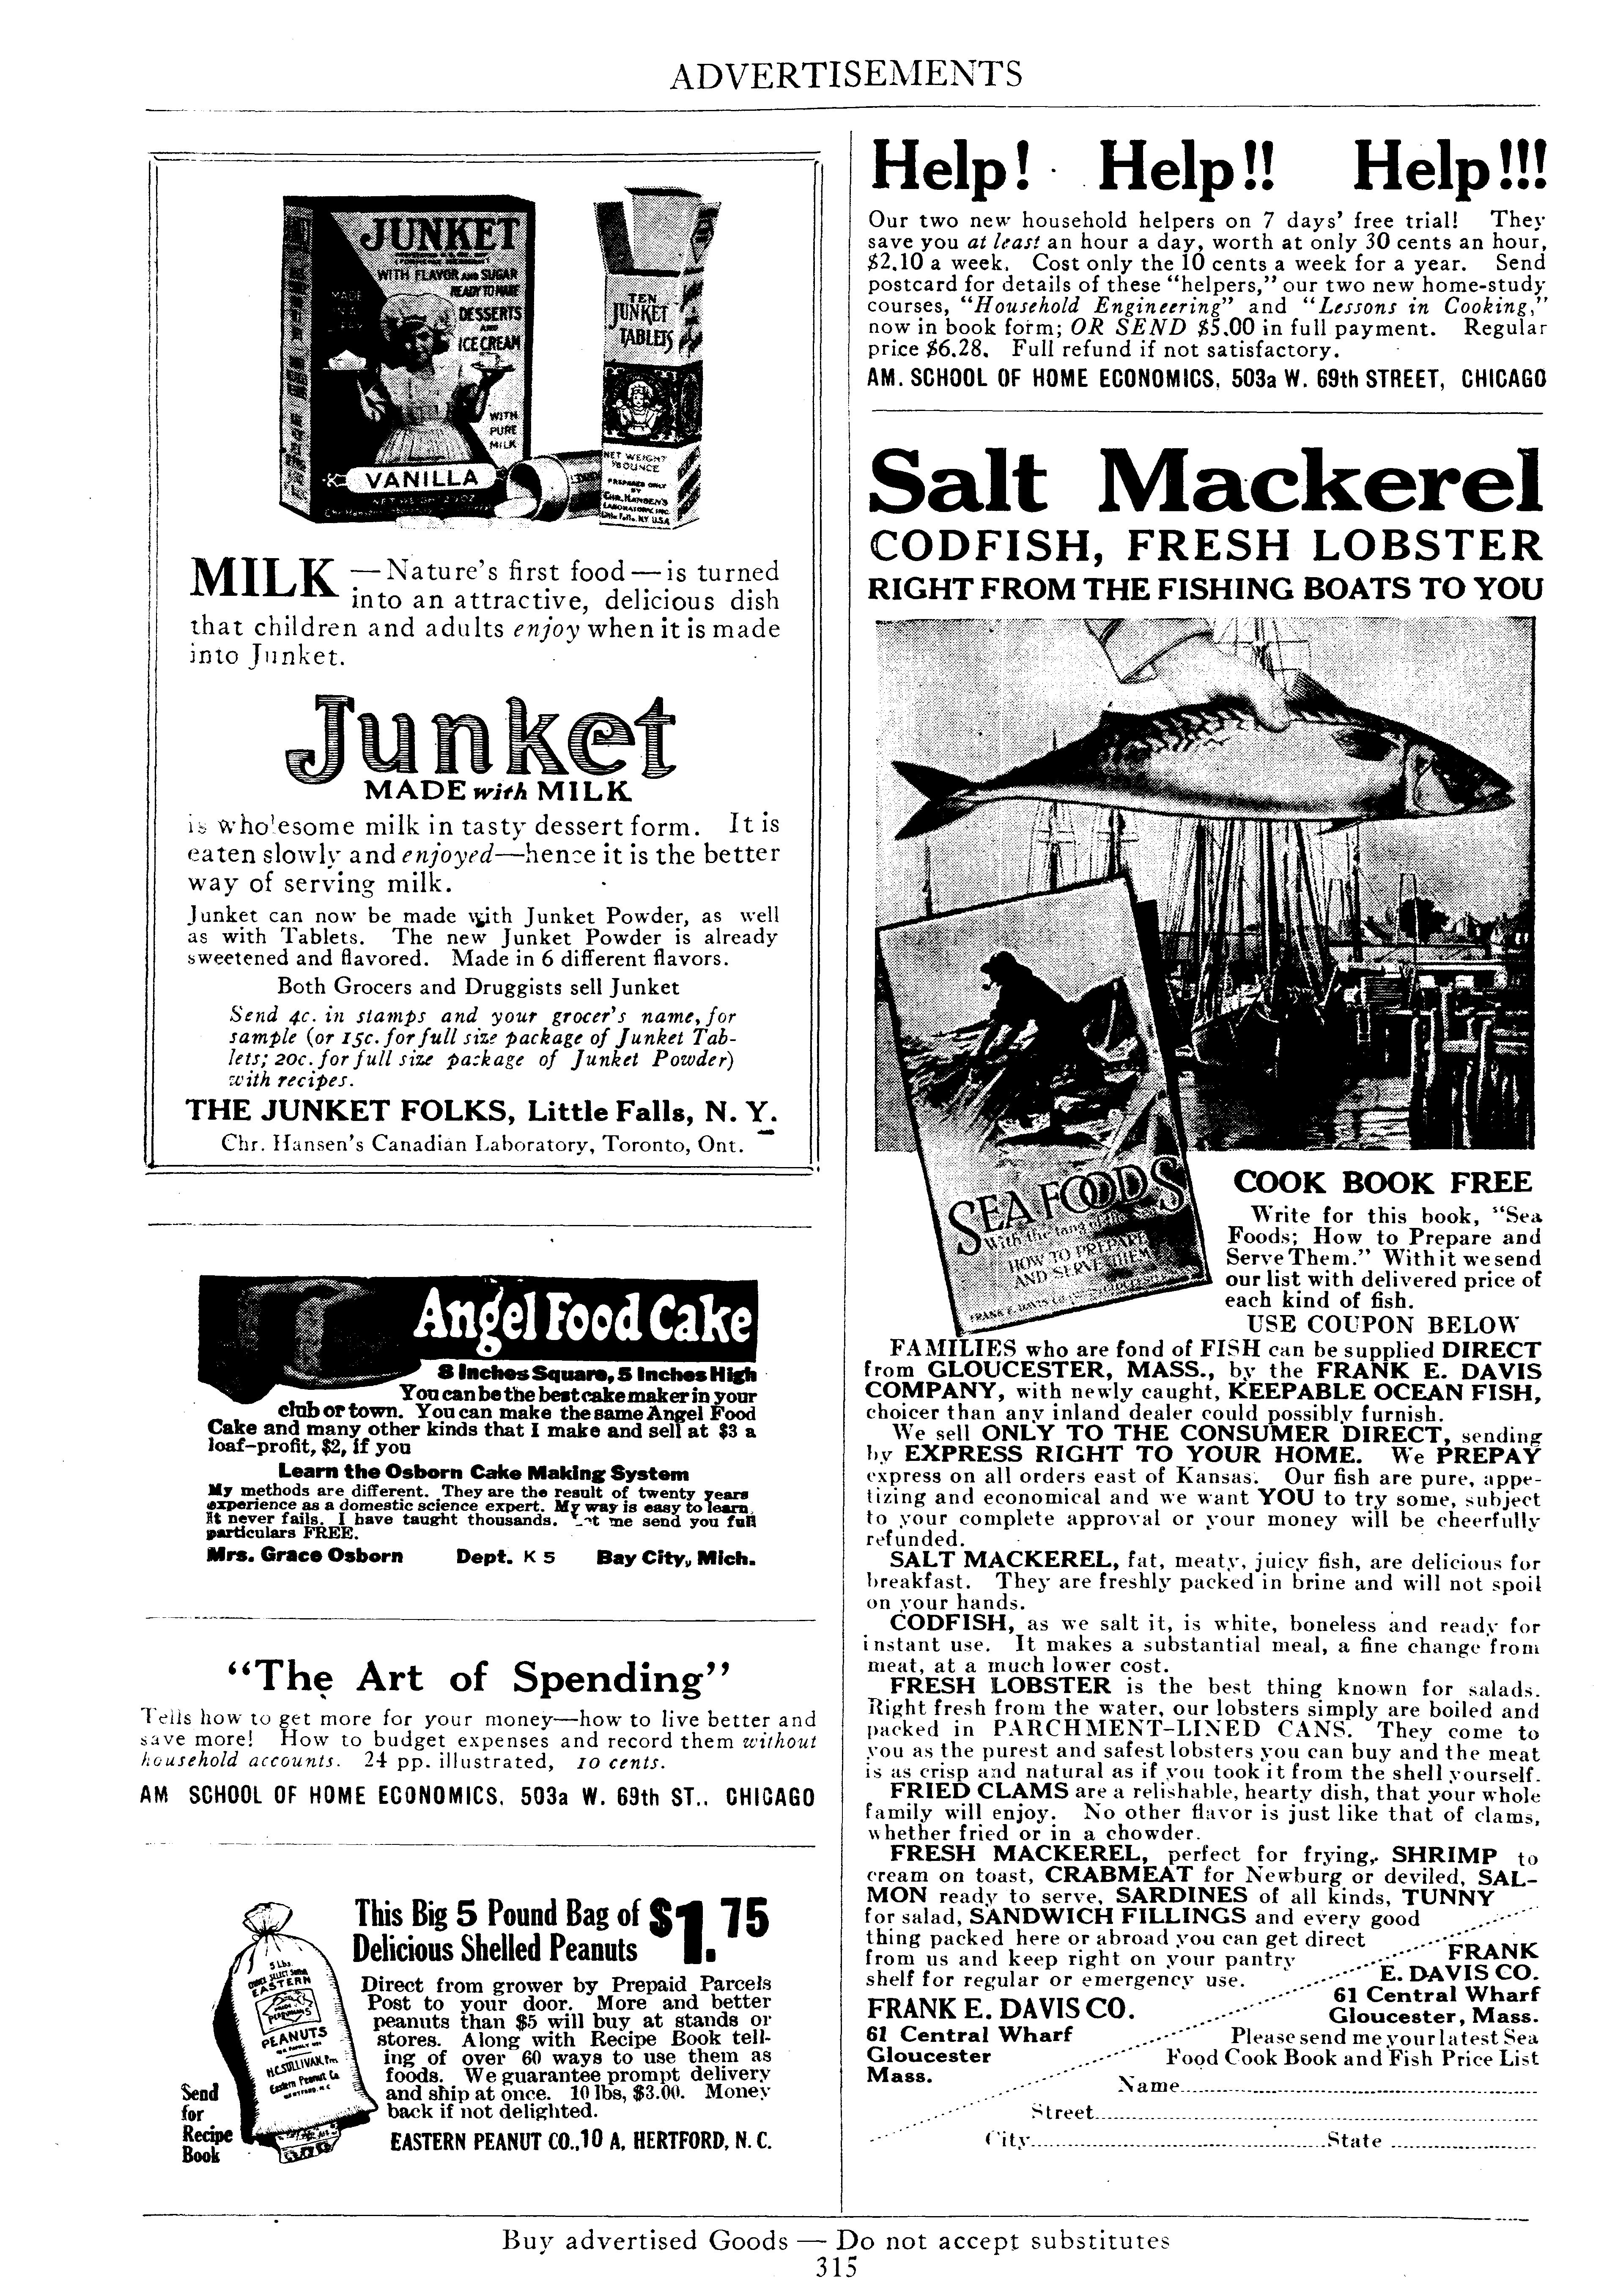 ADVERTISEMENTS
JUNKET
WITH FLAVOR AND SUGAR
READY TO MAKE
DESSERTS
AND
ICE CREAM
MADE
WITH
PURE
MILK
VANILLA
TEN
JUNKET
TABLETS
NET WEIGHT
OUNCE
PREPARED ONLY
BY
CHR. HANSEN'S
LABORATORY, INC.
Little Falls, N.Y. U.S.A.
MILK —Nature's first food—is turned
into an attractive, delicious dish
that children and adults enjoy when it is made
into Junket.
Junket
MADE with MILK
is wholesome milk in tasty dessert form. It is
eaten slowly and enjoyed—hence it is the better
way of serving milk.
Junket can now be made with Junket Powder, as well
as with Tablets. The new Junket Powder is already
sweetened and flavored. Made in 6 different flavors.
Both Grocers and Druggists sell Junket
Send 4c. in stamps and your grocer's name, for
sample (or 15c. for full size package of Junket Tab-
lets; 20c. for full size package of Junket Powder)
with recipes.
THE JUNKET FOLKS, Little Falls, N. Y.
Chr. Hansen's Canadian Laboratory, Toronto, Ont.
Angel Food Cake
8 Inches Square, 5 Inches High
You can be the best cake maker in your
club or town. You can make the same Angel Food
Cake and many other kinds that I make and sell at $3 a
loaf-profit, $2, if you
Learn the Osborn Cake Making System
My methods are different. They are the result of twenty years
experience as a domestic science expert. My way is easy to learn.
It never fails. I have taught thousands. Let me send you full
particulars FREE.
Mrs. Grace Osborn Dept. K 5 Bay City, Mich.
"The Art of Spending"
Tells how to get more for your money—how to live better and
save more! How to budget expenses and record them without
household accounts. 24 pp. illustrated, 10 cents.
AM SCHOOL OF HOME ECONOMICS, 503a W. 69th ST., CHICAGO
This Big 5 Pound Bag of $1.75
Delicious Shelled Peanuts
Direct from grower by Prepaid Parcels
Post to your door. More and better
peanuts than $5 will buy at stands or
stores. Along with Recipe Book tell-
ing of over 60 ways to use them as
foods. We guarantee prompt delivery
and ship at once. 10 lbs, $3.00. Money
back if not delighted.
EASTERN PEANUT CO., 10 A, HERTFORD, N. C.
5 Lbs.
EASTERN
PEANUTS
Eastern Peanut Co
Send
for
Recipe
Book
Help! Help!! Help!!!
Our two new household helpers on 7 days' free trial! They
save you at least an hour a day, worth at only 30 cents an hour,
$2.10 a week. Cost only the 10 cents a week for a year. Send
postcard for details of these "helpers," our two new home-study
courses, "Household Engineering" and "Lessons in Cooking,"
now in book form; OR SEND $5.00 in full payment. Regular
price $6.28. Full refund if not satisfactory.
AM. SCHOOL OF HOME ECONOMICS, 503a W. 69th STREET, CHICAGO
Salt Mackerel
CODFISH, FRESH LOBSTER
RIGHT FROM THE FISHING BOATS TO YOU
SEA FOODS
With the tang of the Sea
HOW TO PREPARE
AND SERVE THEM
COOK BOOK FREE
Write for this book, "Sea
Foods; How to Prepare and
Serve Them." With it we send
our list with delivered price of
each kind of fish.
USE COUPON BELOW
FAMILIES who are fond of FISH can be supplied DIRECT
from GLOUCESTER, MASS., by the FRANK E. DAVIS
COMPANY, with newly caught, KEEPABLE OCEAN FISH,
choicer than any inland dealer could possibly furnish.
We sell ONLY TO THE CONSUMER DIRECT, sending
by EXPRESS RIGHT TO YOUR HOME. We PREPAY
express on all orders east of Kansas. Our fish are pure, appe-
tizing and economical and we want YOU to try some, subject
to your complete approval or your money will be cheerfully
refunded.
SALT MACKEREL, fat, meaty, juicy fish, are delicious for
breakfast. They are freshly packed in brine and will not spoil
on your hands.
CODFISH, as we salt it, is white, boneless and ready for
instant use. It makes a substantial meal, a fine change from
meat, at a much lower cost.
FRESH LOBSTER is the best thing known for salads.
Right fresh from the water, our lobsters simply are boiled and
packed in PARCHMENT-LINED CANS. They come to
you as the purest and safest lobsters you can buy and the meat
is as crisp and natural as if you took it from the shell yourself.
FRIED CLAMS are a relishable, hearty dish, that your whole
family will enjoy. No other flavor is just like that of clams,
whether fried or in a chowder.
FRESH MACKEREL, perfect for frying, SHRIMP to
cream on toast, CRABMEAT for Newburg or deviled, SAL-
MON ready to serve, SARDINES of all kinds, TUNNY
for salad, SANDWICH FILLINGS and every good
thing packed here or abroad you can get direct
from us and keep right on your pantry
shelf for regular or emergency use.
FRANK E. DAVIS CO.
61 Central Wharf
Gloucester
Mass.
FRANK
E. DAVIS CO.
61 Central Wharf
Gloucester, Mass.
Please send me your latest Sea
Food Cook Book and Fish Price List
Name
Street
City State
Buy advertised Goods — Do not accept substitutes
315